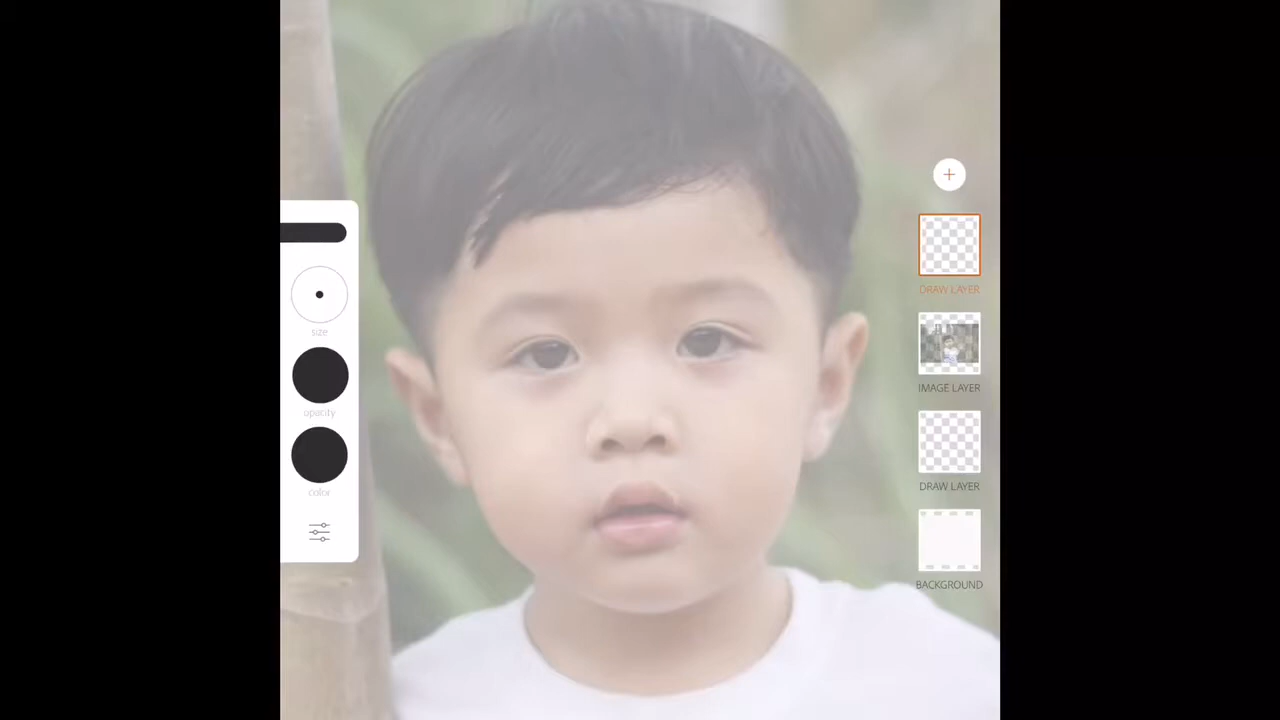 size
opacity
color
DRAW LAYER
IMAGE LAYER
DRAW LAYER
BACKGROUND